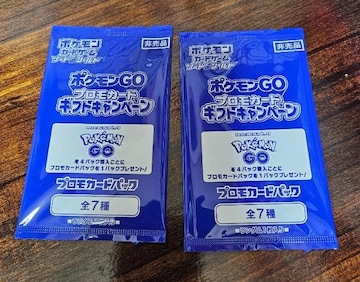 ポケモン
カードゲーム
ソード&シールド
非売品
ポケモンGO
プロモカード
ギフトキャンペーン
Pokémon
GO
を4パック購入ごとに
プロモカードパックを1パックプレゼント!
プロモカードパック
全7種
ポケモン
カードゲーム
ソード&シールド
非売品
ポケモンGO
プロモカード
ギフトキャンペーン
Pokémon
GO
を4パック購入ごとに
プロモカードパックを1パックプレゼント!
プロモカードパック
全7種